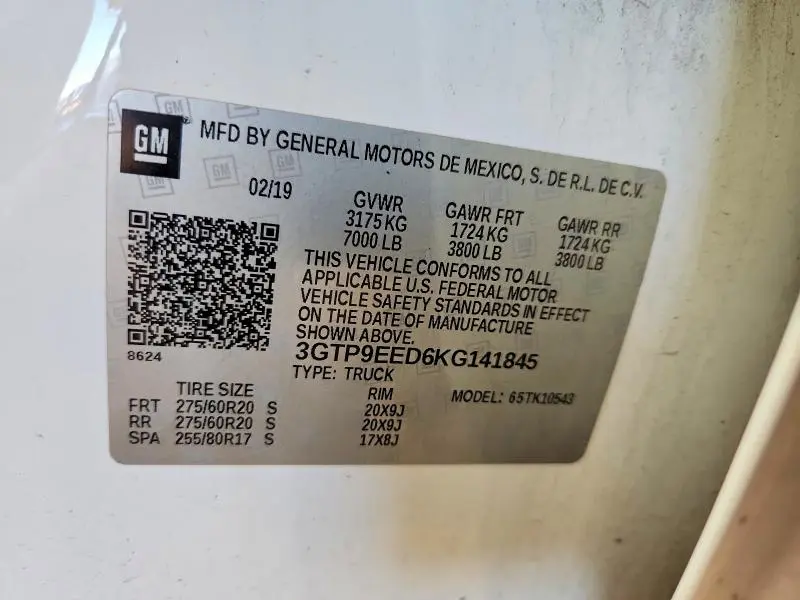 GM MFD BY GENERAL MOTORS DE MEXICO, S. DE R.L. DE C.V.
02/19 GVWR GAWR FRT GAWR RR
3175 KG 1724 KG 1724 KG
7000 LB 3800 LB 3800 LB
THIS VEHICLE CONFORMS TO ALL
APPLICABLE U.S. FEDERAL MOTOR
VEHICLE SAFETY STANDARDS IN EFFECT
ON THE DATE OF MANUFACTURE
SHOWN ABOVE.
8624 3GTP9EED6KG141845
TYPE: TRUCK
TIRE SIZE RIM MODEL: 65TK10543
FRT 275/60R20 S 20X9J
RR 275/60R20 S 20X9J
SPA 255/80R17 S 17X8J